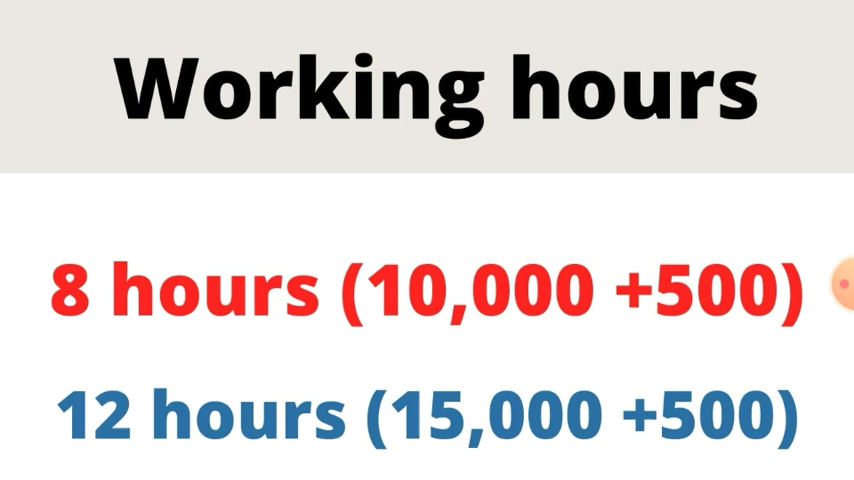 Working hours
8 hours (10,000 +500)
12 hours (15,000 +500)